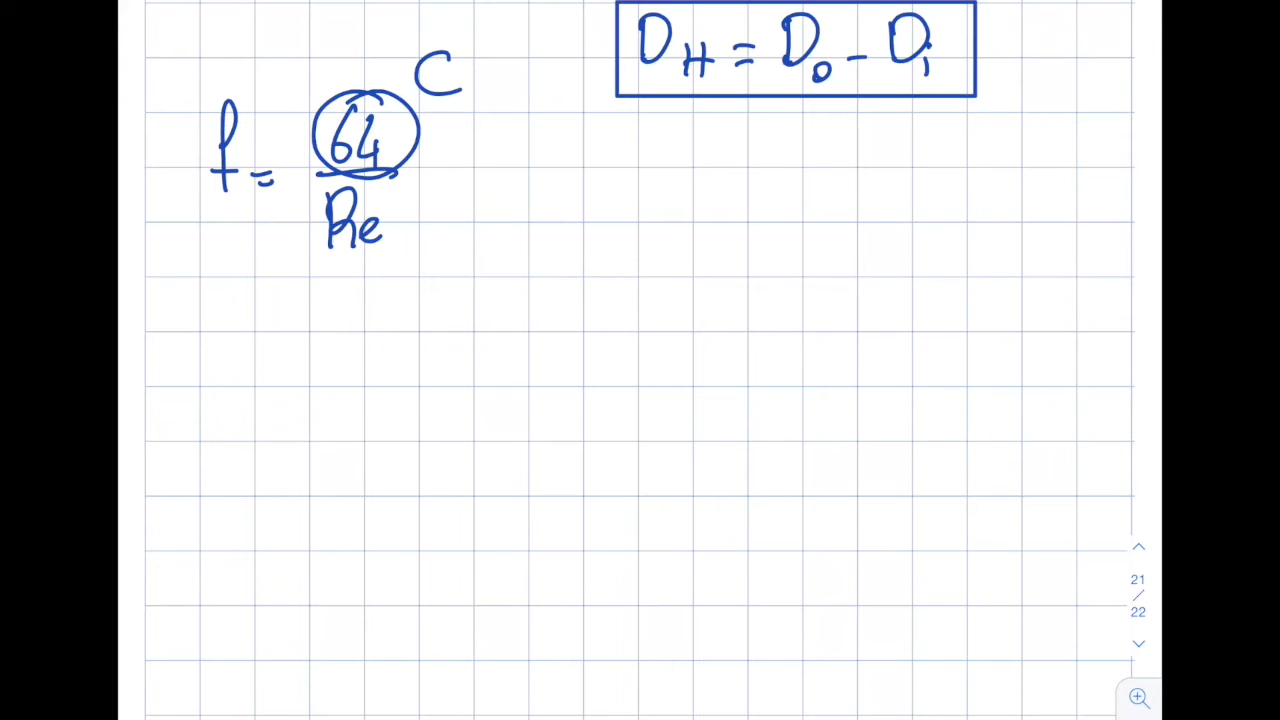 D_H = D_o - D_i
C
f = 64
Re
21
/
22